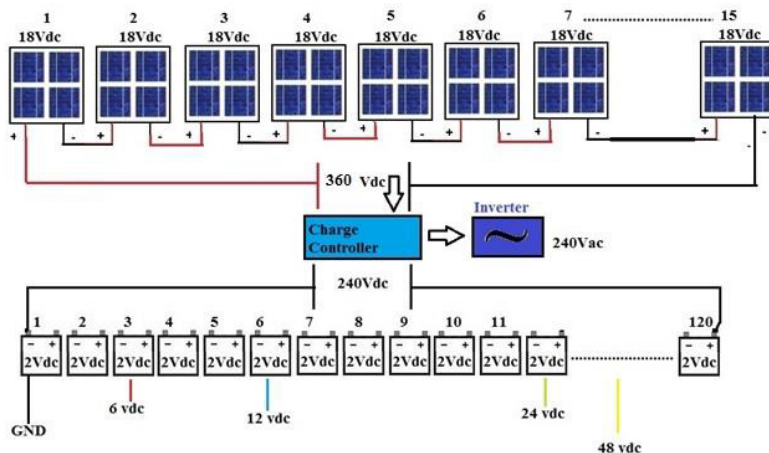 1 2 3 4 5 6 7 15
18Vdc 18Vdc 18Vdc 18Vdc 18Vdc 18Vdc 18Vdc 18Vdc
+ - + - + - + - + - + - + - + -
-
360 Vdc
Inverter
Charge
Controller
240Vac
240Vdc
1 2 3 4 5 6 7 8 9 10 11 120
- + - + - + - + - + - + - + - + - + - + - + - + - +
2Vdc 2Vdc 2Vdc 2Vdc 2Vdc 2Vdc 2Vdc 2Vdc 2Vdc 2Vdc 2Vdc 2Vdc 2Vdc
6 vdc
12 vdc
24 vdc
GND
48 vdc